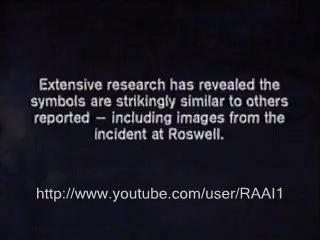 Extensive research has revealed the
symbols are strikingly similar to others
reported — including images from the
incident at Roswell.
http://www.youtube.com/user/RAAI1